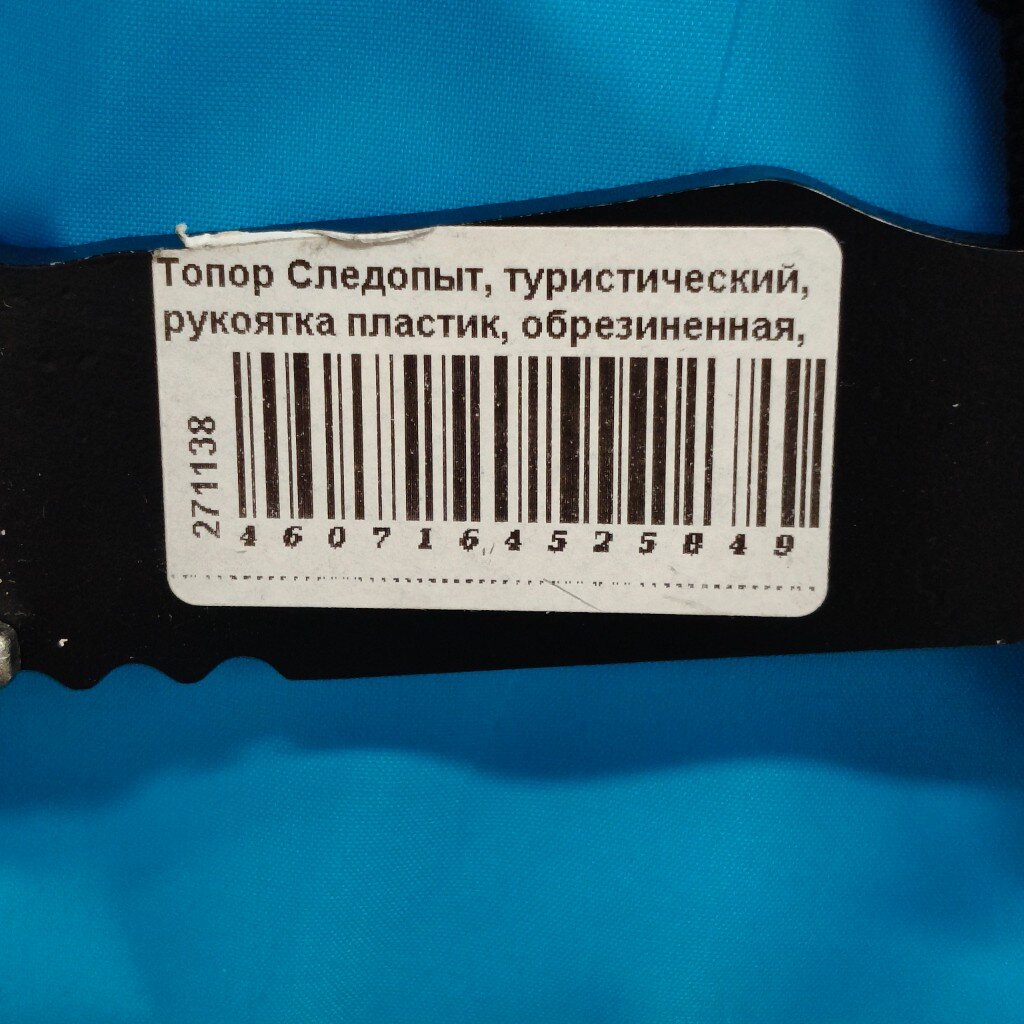 Топор Следопыт, туристический,
рукоятка пластик, обрезиненная,
271138
4607164525849